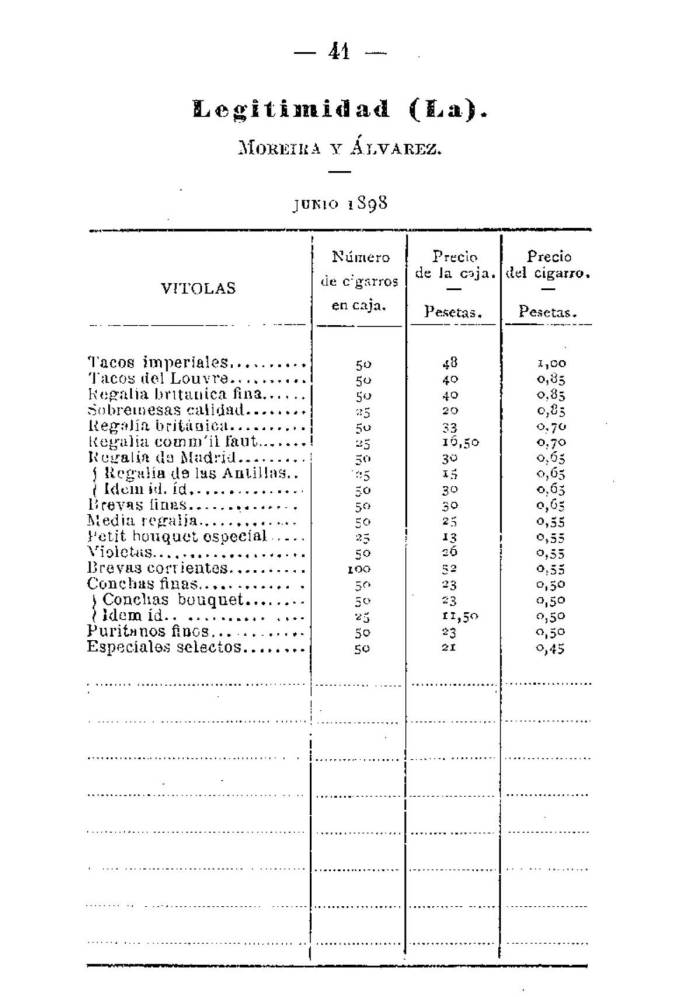 — 41 —
Legitimidad (La).
MOREIRA Y ÁLVAREZ.
JUNIO 1898
VITOLAS
Número
de cigarros
en caja.
Precio
de la caja.
—
Pesetas.
Precio
del cigarro.
—
Pesetas.
Tacos imperiales.......... 50 48 1,00
Tacos del Louvre.......... 50 40 0,85
Regalia britanica fina...... 50 40 0,85
Sobremesas calidad........ 25 20 0,85
Regalía británica.......... 50 33 0,70
Regalia comm'il faut....... 25 16,50 0,70
Regalía de Madrid......... 50 30 0,65
{ Regalía de las Antillas.. 25 15 0,65
{ Idem id. id................ 50 30 0,65
Brevas finas.............. 50 30 0,65
Media regalia............. 50 25 0,55
Petit bouquet especial ..... 25 13 0,55
Violetas.................... 50 26 0,55
Brevas corrientes.......... 100 52 0,55
Conchas finas............. 50 23 0,50
{ Conchas bouquet........ 50 23 0,50
{ Idem id.. .......... .... 25 11,50 0,50
Puritanos finos............ 50 23 0,50
Especiales selectos........ 50 21 0,45